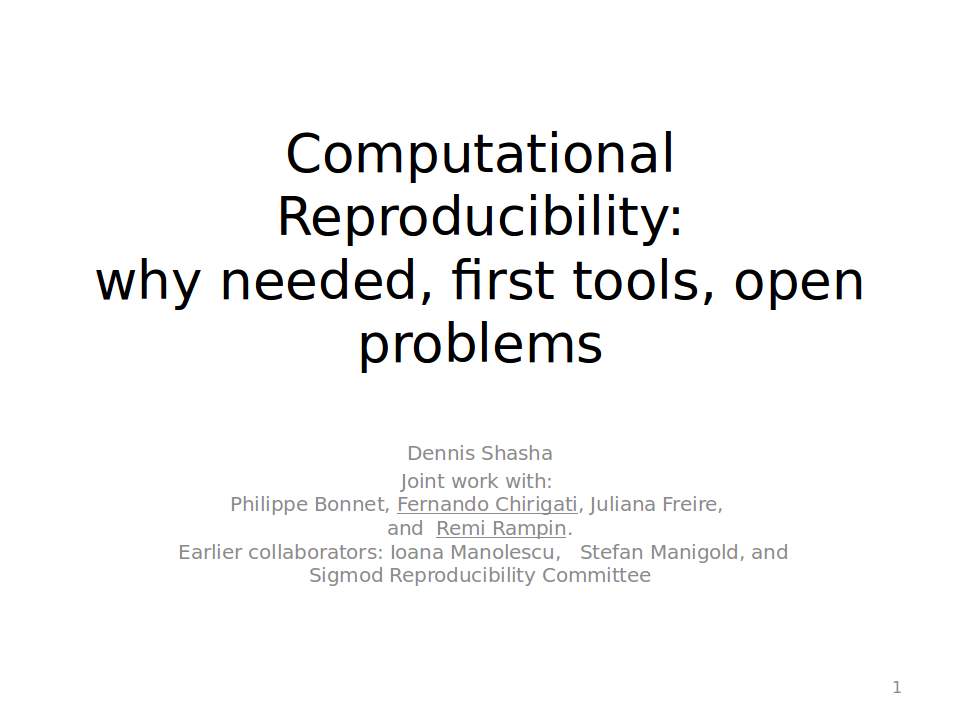 Computational
Reproducibility:
why needed, first tools, open
problems
Dennis Shasha
Joint work with:
Philippe Bonnet, Fernando Chirigati, Juliana Freire,
and Remi Rampin.
Earlier collaborators: Ioana Manolescu, Stefan Manigold, and
Sigmod Reproducibility Committee
1